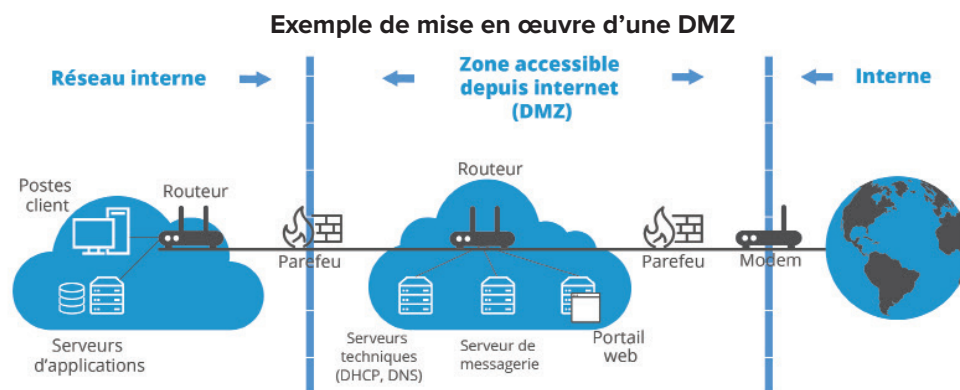 Exemple de mise en œuvre d'une DMZ
Réseau interne
Zone accessible
depuis internet
(DMZ)
Interne
Postes
client
Routeur
Parefeu
Routeur
Parefeu
Modem
Serveurs
d'applications
Serveurs
techniques
(DHCP, DNS)
Serveur de
messagerie
Portail
web